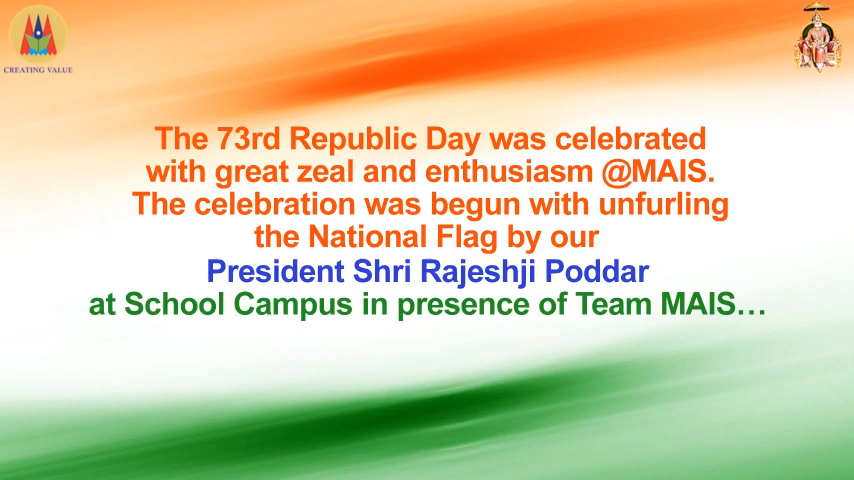 CREATING VALUE
The 73rd Republic Day was celebrated
with great zeal and enthusiasm @MAIS.
The celebration was begun with unfurling
the National Flag by our
President Shri Rajeshji Poddar
at School Campus in presence of Team MAIS…